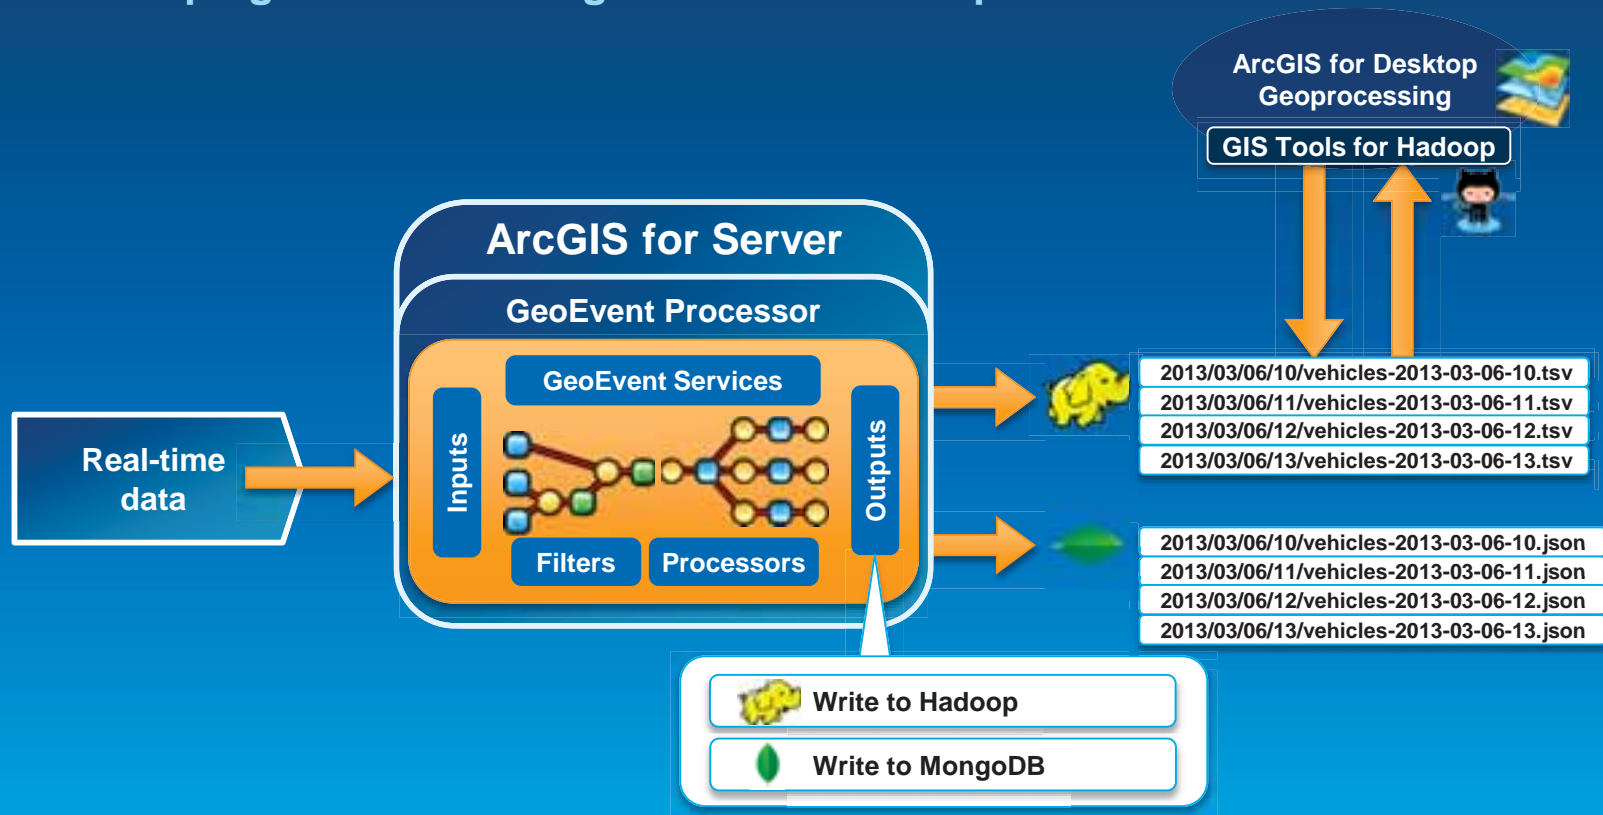 ArcGIS for Desktop
Geoprocessing
GIS Tools for Hadoop
ArcGIS for Server
GeoEvent Processor
GeoEvent Services
Inputs
Outputs
Filters
Processors
Real-time
data
2013/03/06/10/vehicles-2013-03-06-10.tsv
2013/03/06/11/vehicles-2013-03-06-11.tsv
2013/03/06/12/vehicles-2013-03-06-12.tsv
2013/03/06/13/vehicles-2013-03-06-13.tsv
2013/03/06/10/vehicles-2013-03-06-10.json
2013/03/06/11/vehicles-2013-03-06-11.json
2013/03/06/12/vehicles-2013-03-06-12.json
2013/03/06/13/vehicles-2013-03-06-13.json
Write to Hadoop
Write to MongoDB